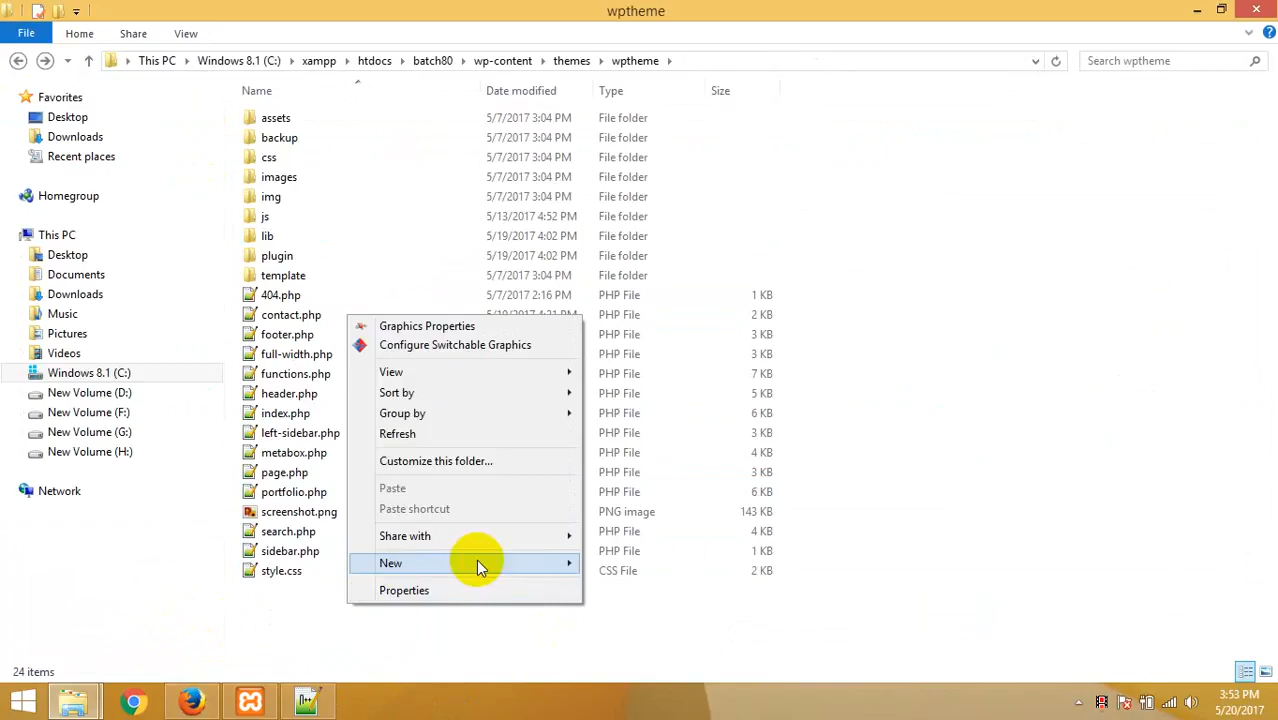 wptheme
File Home Share View
This PC Windows 8.1 (C:) xampp htdocs batch80 wp-content themes wptheme
Search wptheme
Name Date modified Type Size
Favorites
Desktop
Downloads
Recent places
Homegroup
This PC
Desktop
Documents
Downloads
Music
Pictures
Videos
Windows 8.1 (C:)
New Volume (D:)
New Volume (F:)
New Volume (G:)
New Volume (H:)
Network
assets 5/7/2017 3:04 PM File folder
backup 5/7/2017 3:04 PM File folder
css 5/7/2017 3:04 PM File folder
images 5/7/2017 3:04 PM File folder
img 5/7/2017 3:04 PM File folder
js 5/13/2017 4:52 PM File folder
lib 5/19/2017 4:02 PM File folder
plugin 5/19/2017 4:02 PM File folder
template 5/7/2017 3:04 PM File folder
404.php 5/7/2017 2:16 PM PHP File 1 KB
contact.php PHP File 2 KB
footer.php PHP File 3 KB
full-width.php PHP File 3 KB
functions.php PHP File 7 KB
header.php PHP File 5 KB
index.php PHP File 6 KB
left-sidebar.php PHP File 3 KB
metabox.php PHP File 4 KB
page.php PHP File 3 KB
portfolio.php PHP File 6 KB
screenshot.png PNG image 143 KB
search.php PHP File 4 KB
sidebar.php PHP File 1 KB
style.css CSS File 2 KB
Graphics Properties
Configure Switchable Graphics
View
Sort by
Group by
Refresh
Customize this folder...
Paste
Paste shortcut
Share with
New
Properties
24 items
3:53 PM
5/20/2017